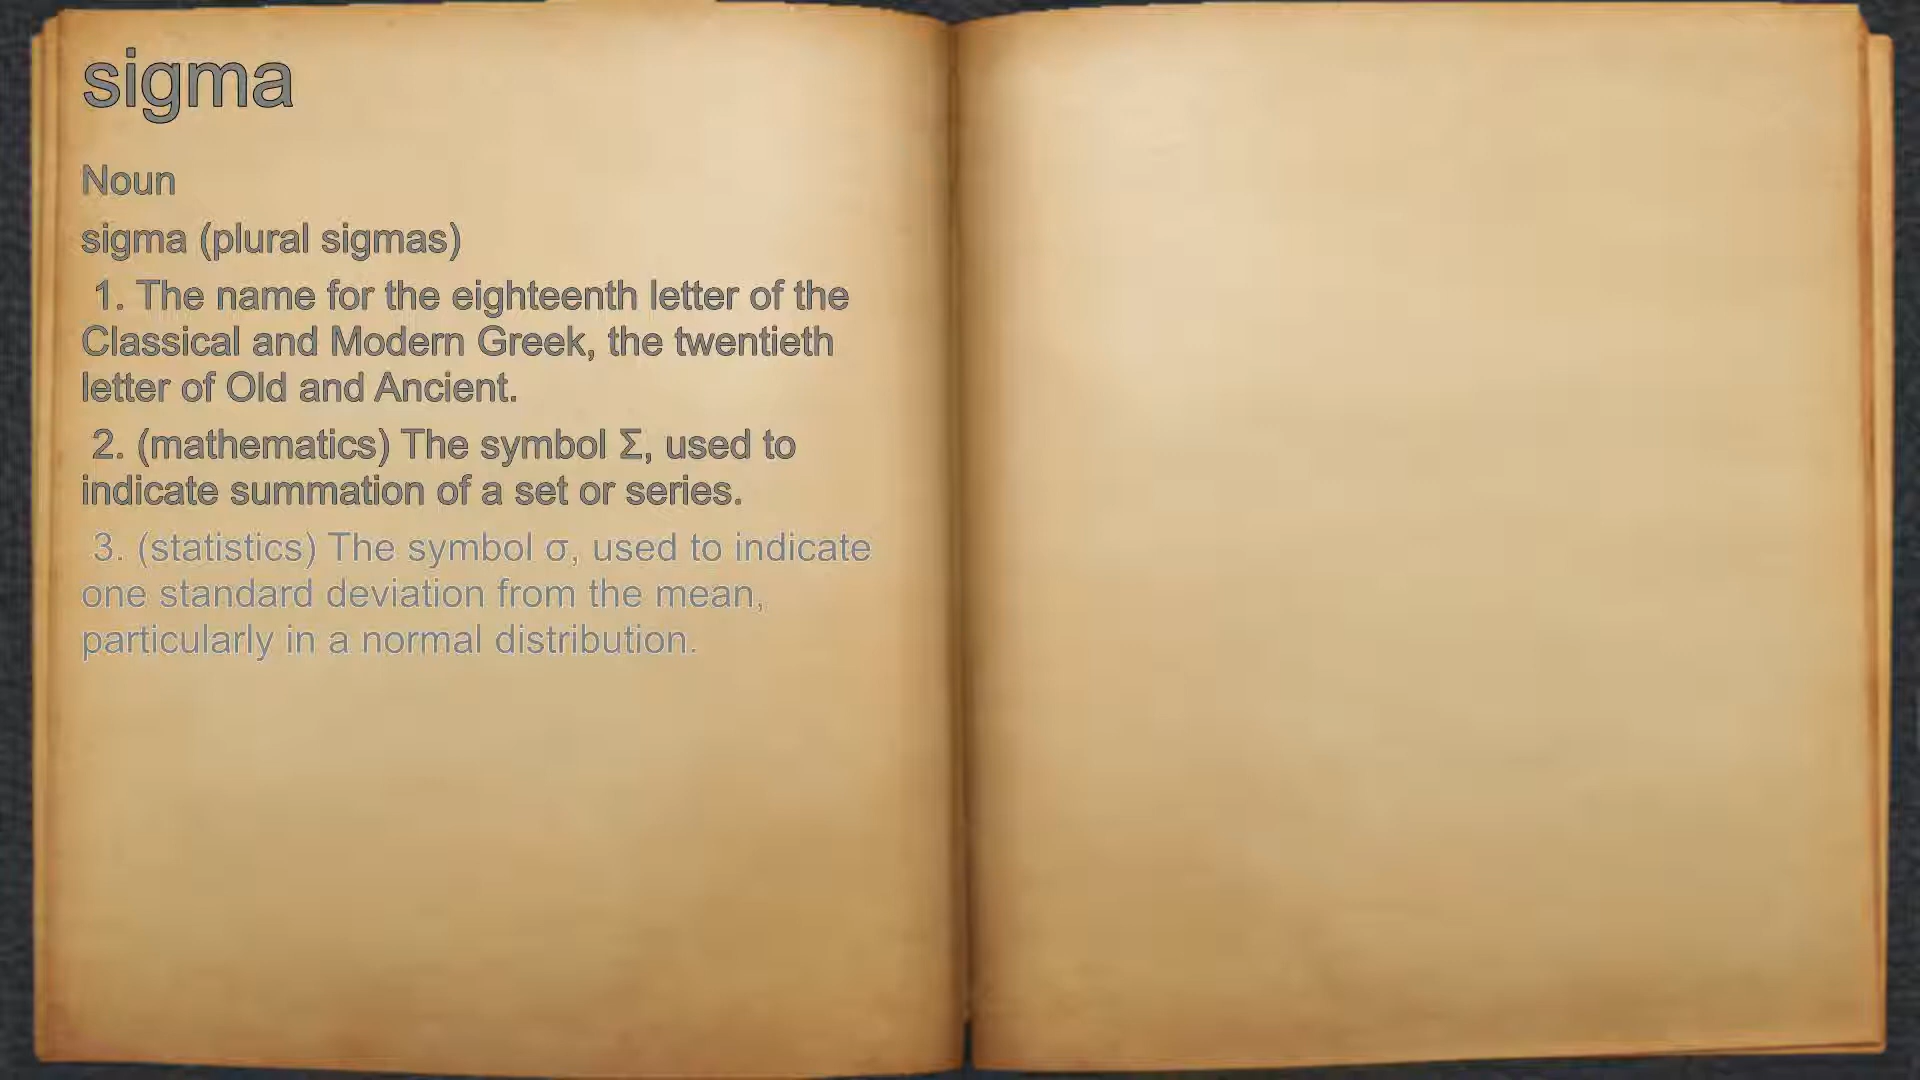 sigma
Noun
sigma (plural sigmas)
1. The name for the eighteenth letter of the
Classical and Modern Greek, the twentieth
letter of Old and Ancient.
2. (mathematics) The symbol Σ, used to
indicate summation of a set or series.
3. (statistics) The symbol σ, used to indicate
one standard deviation from the mean,
particularly in a normal distribution.